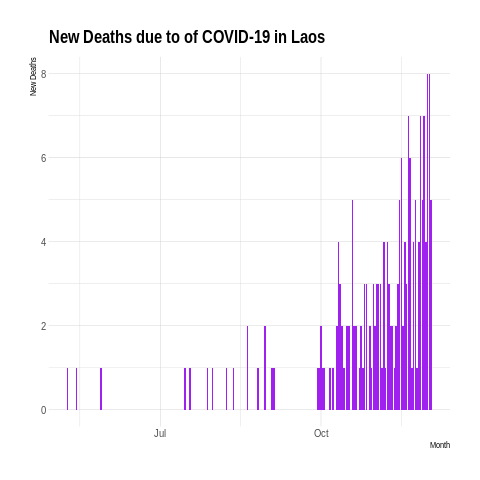 New Deaths due to of COVID-19 in Laos
New Deaths
8
6
4
2
0
Jul
Oct
Month